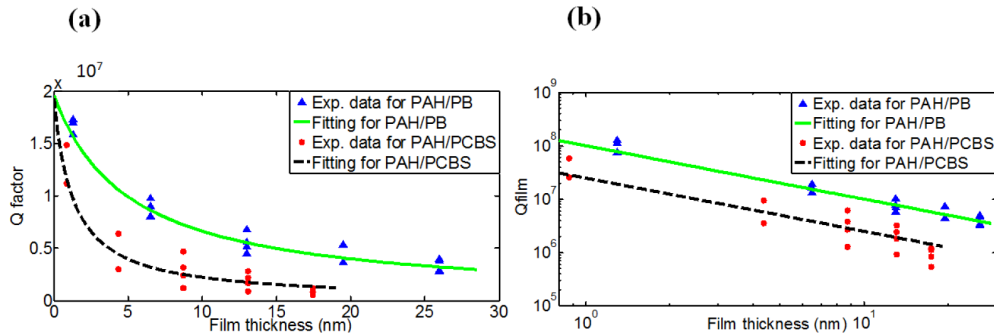 (a)
(b)
x 10^7
2
1.5
1
0.5
0
0 5 10 15 20 25 30
Q factor
Film thickness (nm)
Exp. data for PAH/PB
Fitting for PAH/PB
Exp. data for PAH/PCBS
Fitting for PAH/PCBS
10^9
10^8
10^7
10^6
10^5
10^0 10^1
Qfilm
Film thickness (nm)
Exp. data for PAH/PB
Fitting for PAH/PB
Exp. data for PAH/PCBS
Fitting for PAH/PCBS